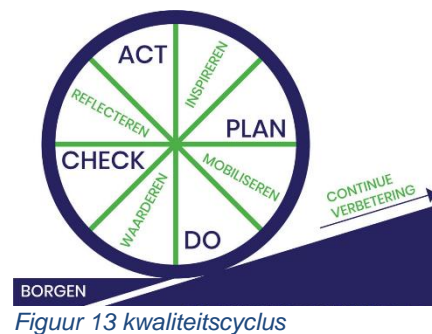 ACT
INSPIREREN
REFLECTEREN
PLAN
CHECK
MOBILISEREN
WAARDEREN
DO
CONTINUE
VERBETERING
BORGEN
Figuur 13 kwaliteitscyclus